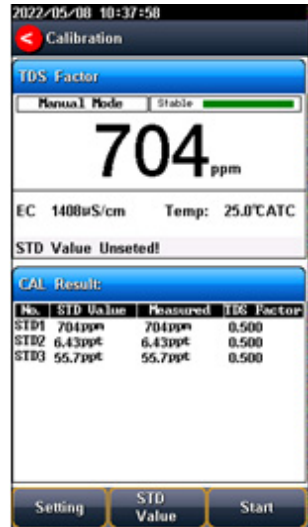 2022/05/08 10:37:58
Calibration
TDS Factor
Manual Mode Stable
704 ppm
EC 1408uS/cm Temp: 25.0℃ATC
STD Value Unseted!
CAL Result:
No. STD Value Measured TDS Factor
STD1 704ppm 704ppm 0.500
STD2 6.43ppt 6.43ppt 0.500
STD3 55.7ppt 55.7ppt 0.500
Setting STD Value Start